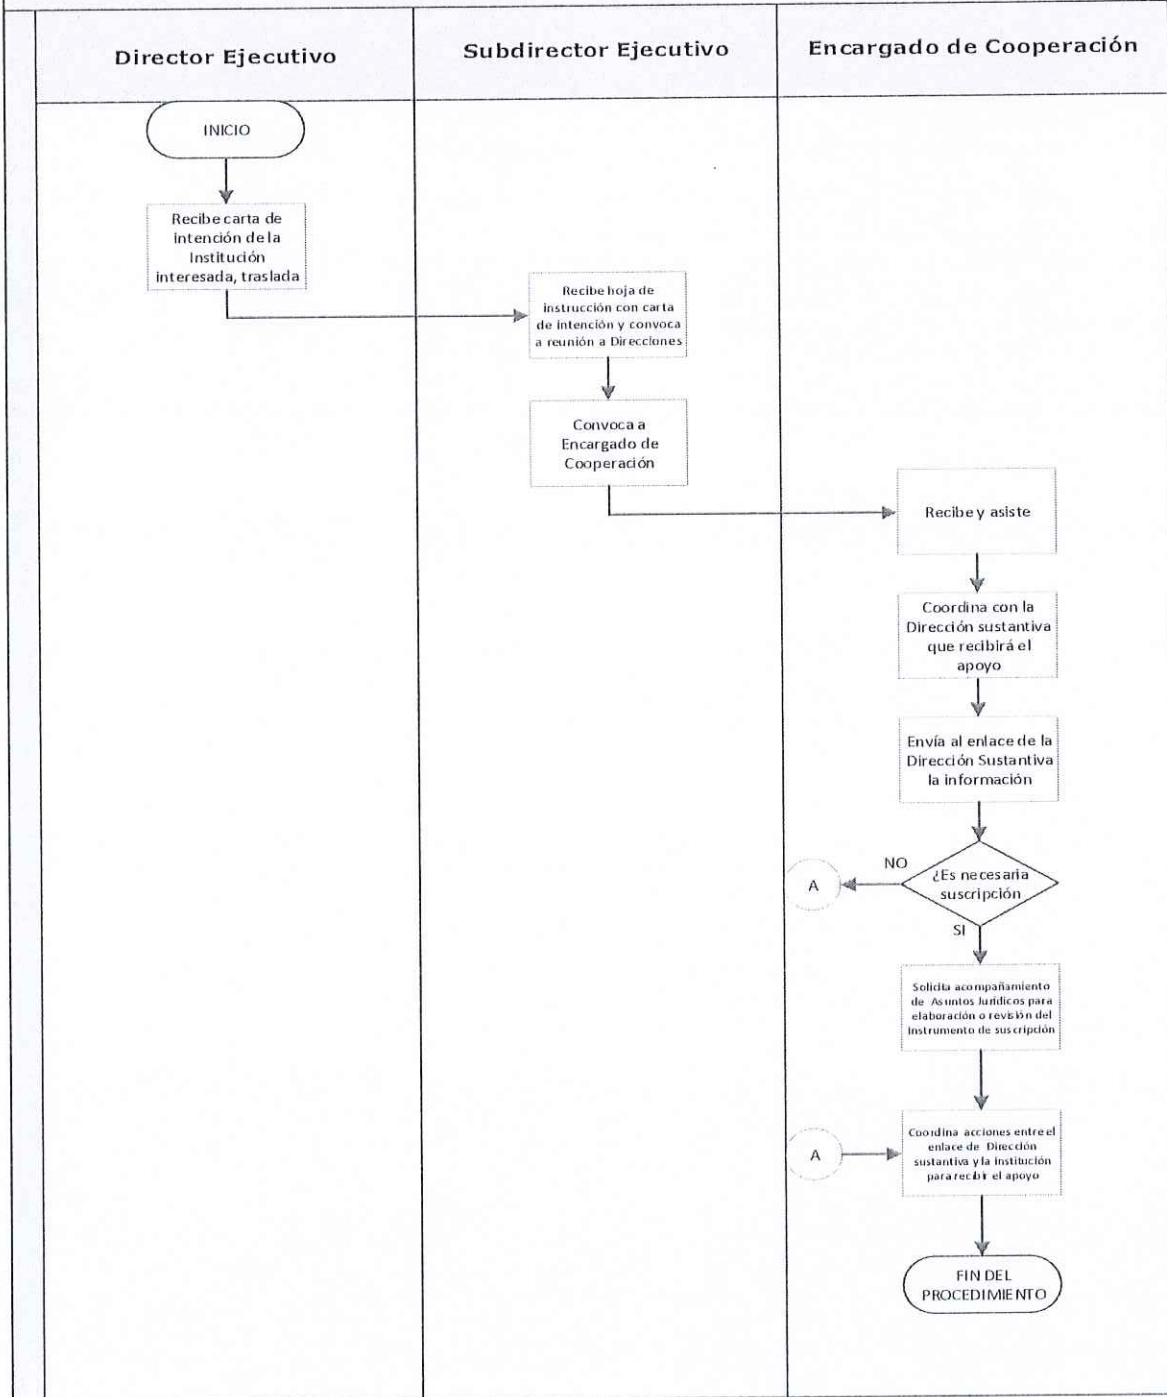 Director Ejecutivo
Subdirector Ejecutivo
Encargado de Cooperación
INICIO
Recibe carta de
intención de la
Institución
interesada, traslada
Recibe hoja de
instrucción con carta
de intención y convoca
a reunión a Direcciones
Convoca a
Encargado de
Cooperación
Recibe y asiste
Coordina con la
Dirección sustantiva
que recibirá el
apoyo
Envía al enlace de la
Dirección Sustantiva
la información
¿Es necesaria
suscripción
NO
A
SI
Solicita acompañamiento
de Asuntos Jurídicos para
elaboración o revisión del
Instrumento de suscripción
A
Coordina acciones entre el
enlace de Dirección
sustantiva y la institución
para recibir el apoyo
FIN DEL
PROCEDIMIENTO